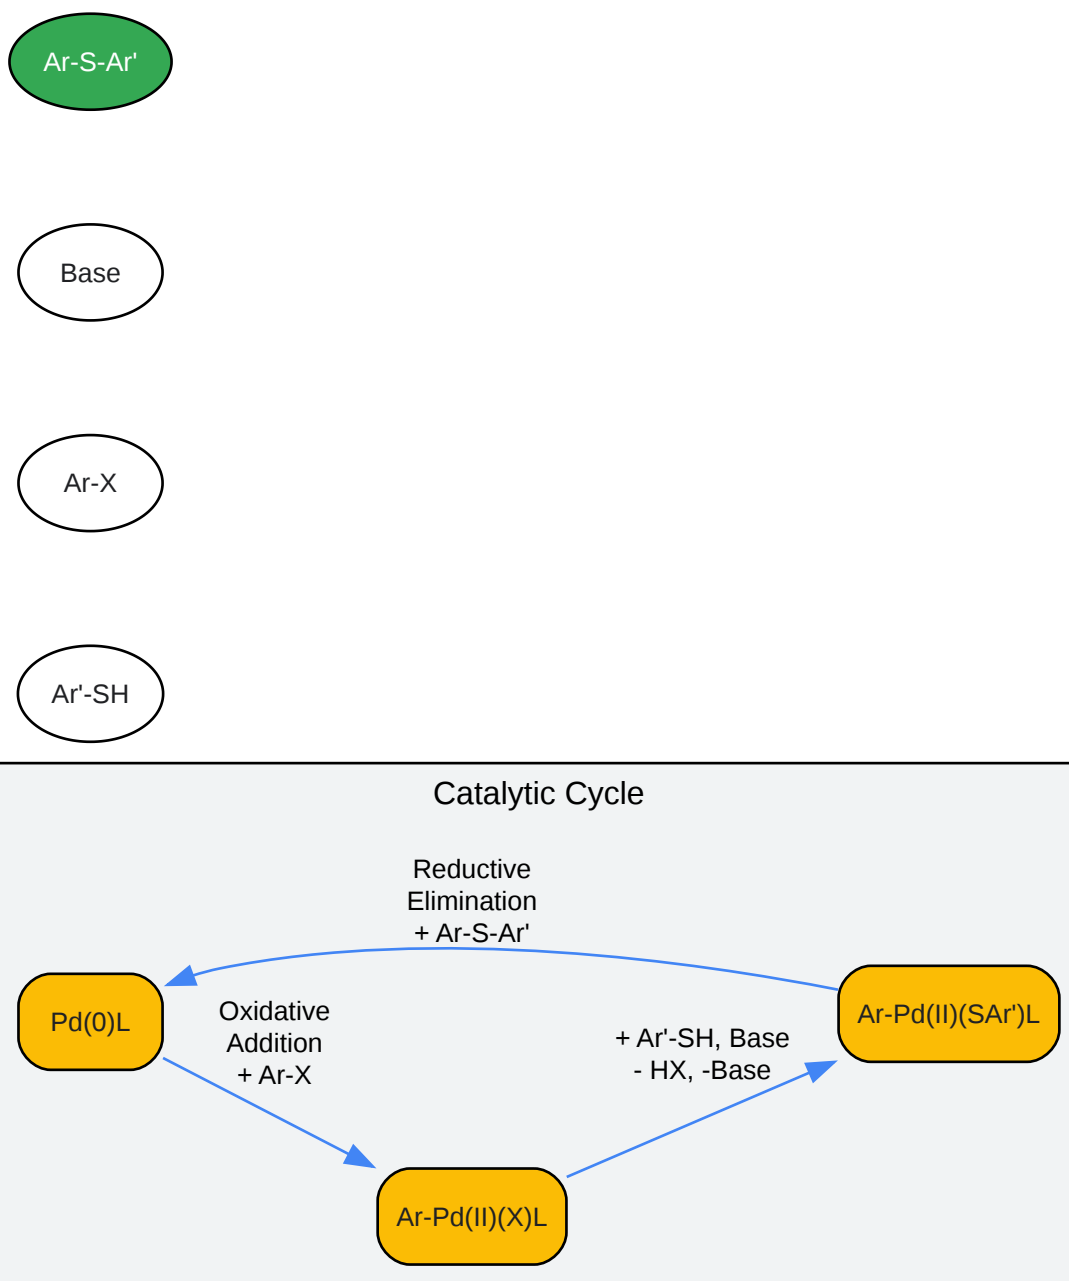 Ar-S-Ar'
Base
Ar-X
Ar'-SH
Catalytic Cycle
Reductive
Elimination
+ Ar-S-Ar'
Pd(0)L
Oxidative
Addition
+ Ar-X
+ Ar'-SH, Base
- HX, -Base
Ar-Pd(II)(SAr')L
Ar-Pd(II)(X)L